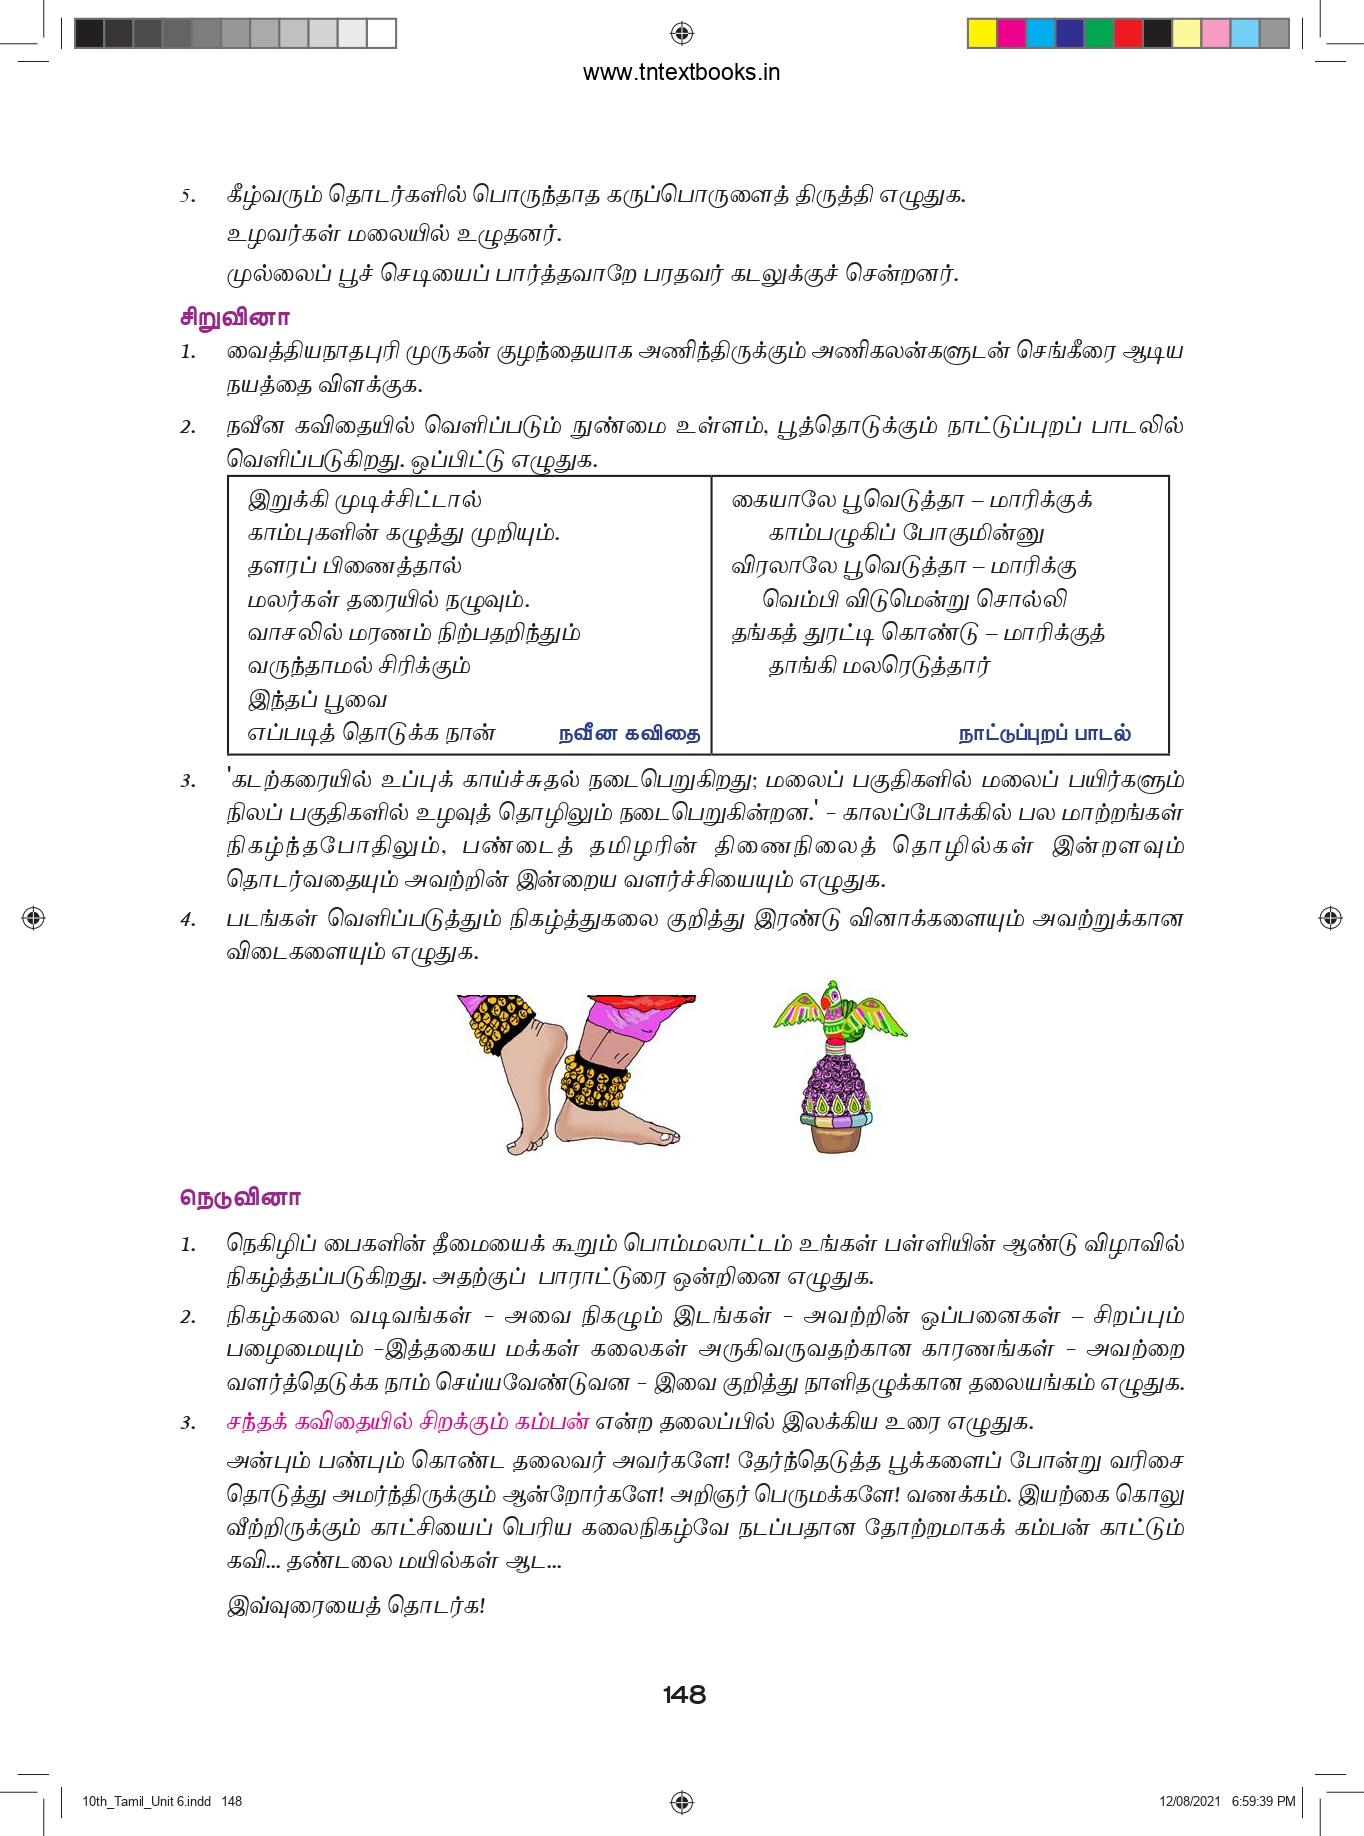 www.tntextbooks.in
5. கீழ்வரும் தொடர்களில் பொருந்தாத கருப்பொருளைத் திருத்தி எழுதுக.
உழவர்கள் மலையில் உழுதனர்.
முல்லைப் பூச் செடியைப் பார்த்தவாறே பரதவர் கடலுக்குச் சென்றனர்.
சிறுவினா
1. வைத்தியநாதபுரி முருகன் குழந்தையாக அணிந்திருக்கும் அணிகலன்களுடன் செங்கீரை ஆடிய
நயத்தை விளக்குக.
2. நவீன கவிதையில் வெளிப்படும் நுண்மை உள்ளம், பூத்தொடுக்கும் நாட்டுப்புறப் பாடலில்
வெளிப்படுகிறது. ஒப்பிட்டு எழுதுக.
இறுக்கி முடிச்சிட்டால்
காம்புகளின் கழுத்து முறியும்.
தளரப் பிணைத்தால்
மலர்கள் தரையில் நழுவும்.
வாசலில் மரணம் நிற்பதறிந்தும்
வருந்தாமல் சிரிக்கும்
இந்தப் பூவை
எப்படித் தொடுக்க நான் நவீன கவிதை
கையாலே பூவெடுத்தா – மாரிக்குக்
காம்பழுகிப் போகுமின்னு
விரலாலே பூவெடுத்தா – மாரிக்கு
வெம்பி விடுமென்று சொல்லி
தங்கத் துரட்டி கொண்டு – மாரிக்குத்
தாங்கி மலரெடுத்தார்
நாட்டுப்புறப் பாடல்
3. 'கடற்கரையில் உப்புக் காய்ச்சுதல் நடைபெறுகிறது; மலைப் பகுதிகளில் மலைப் பயிர்களும்
நிலப் பகுதிகளில் உழவுத் தொழிலும் நடைபெறுகின்றன.' - காலப்போக்கில் பல மாற்றங்கள்
நிகழ்ந்தபோதிலும், பண்டைத் தமிழரின் திணைநிலைத் தொழில்கள் இன்றளவும்
தொடர்வதையும் அவற்றின் இன்றைய வளர்ச்சியையும் எழுதுக.
4. படங்கள் வெளிப்படுத்தும் நிகழ்த்துகலை குறித்து இரண்டு வினாக்களையும் அவற்றுக்கான
விடைகளையும் எழுதுக.
நெடுவினா
1. நெகிழிப் பைகளின் தீமையைக் கூறும் பொம்மலாட்டம் உங்கள் பள்ளியின் ஆண்டு விழாவில்
நிகழ்த்தப்படுகிறது. அதற்குப் பாராட்டுரை ஒன்றினை எழுதுக.
2. நிகழ்கலை வடிவங்கள் - அவை நிகழும் இடங்கள் - அவற்றின் ஒப்பனைகள் – சிறப்பும்
பழைமையும் -இத்தகைய மக்கள் கலைகள் அருகிவருவதற்கான காரணங்கள் - அவற்றை
வளர்த்தெடுக்க நாம் செய்யவேண்டுவன - இவை குறித்து நாளிதழுக்கான தலையங்கம் எழுதுக.
3. சந்தக் கவிதையில் சிறக்கும் கம்பன் என்ற தலைப்பில் இலக்கிய உரை எழுதுக.
அன்பும் பண்பும் கொண்ட தலைவர் அவர்களே! தேர்ந்தெடுத்த பூக்களைப் போன்று வரிசை
தொடுத்து அமர்ந்திருக்கும் ஆன்றோர்களே! அறிஞர் பெருமக்களே! வணக்கம். இயற்கை கொலு
வீற்றிருக்கும் காட்சியைப் பெரிய கலைநிகழ்வே நடப்பதான தோற்றமாகக் கம்பன் காட்டும்
கவி... தண்டலை மயில்கள் ஆட...
இவ்வுரையைத் தொடர்க!
148
10th_Tamil_Unit 6.indd 148 12/08/2021 6:59:39 PM